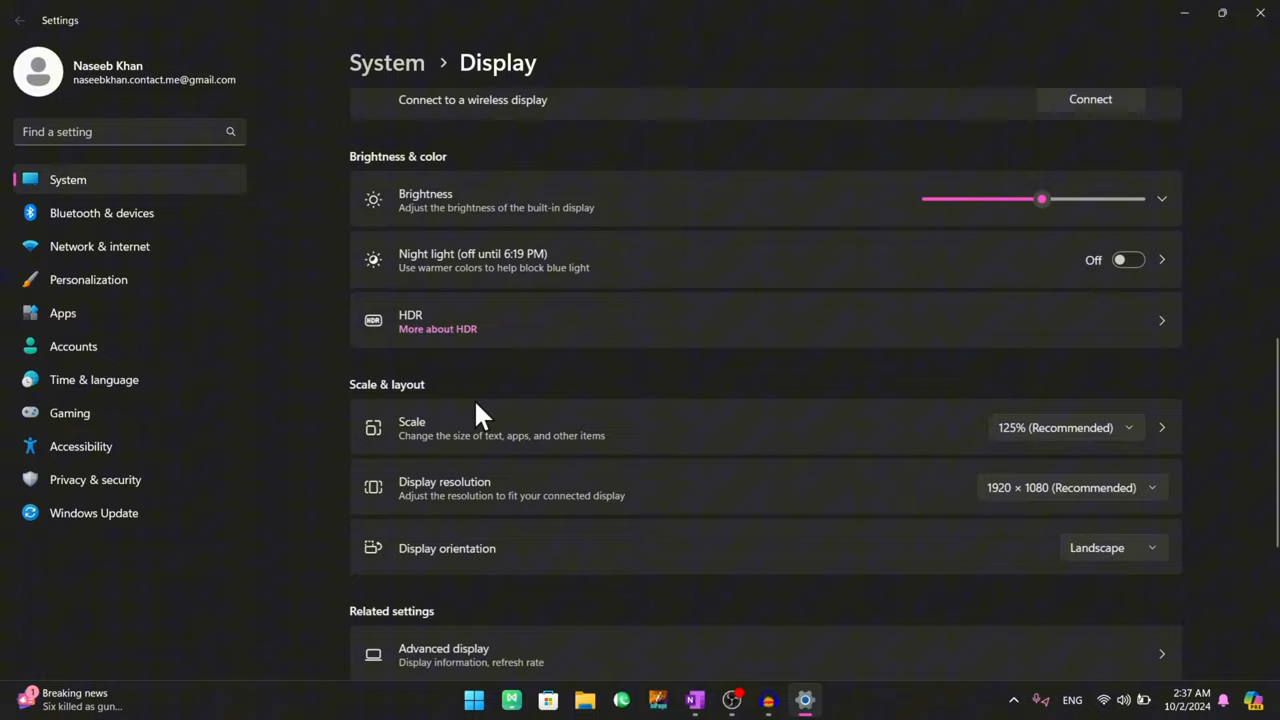 Settings
Naseeb Khan
naseebkhan.contact.me@gmail.com
Find a setting
System
Bluetooth & devices
Network & internet
Personalization
Apps
Accounts
Time & language
Gaming
Accessibility
Privacy & security
Windows Update
System > Display
Connect to a wireless display
Connect
Brightness & color
Brightness
Adjust the brightness of the built-in display
Night light (off until 6:19 PM)
Use warmer colors to help block blue light
Off
HDR
HDR
More about HDR
Scale & layout
Scale
Change the size of text, apps, and other items
125% (Recommended)
Display resolution
Adjust the resolution to fit your connected display
1920 × 1080 (Recommended)
Display orientation
Landscape
Related settings
Advanced display
Display information, refresh rate
1
Breaking news
Six killed as gun...
ENG
2:37 AM
10/2/2024